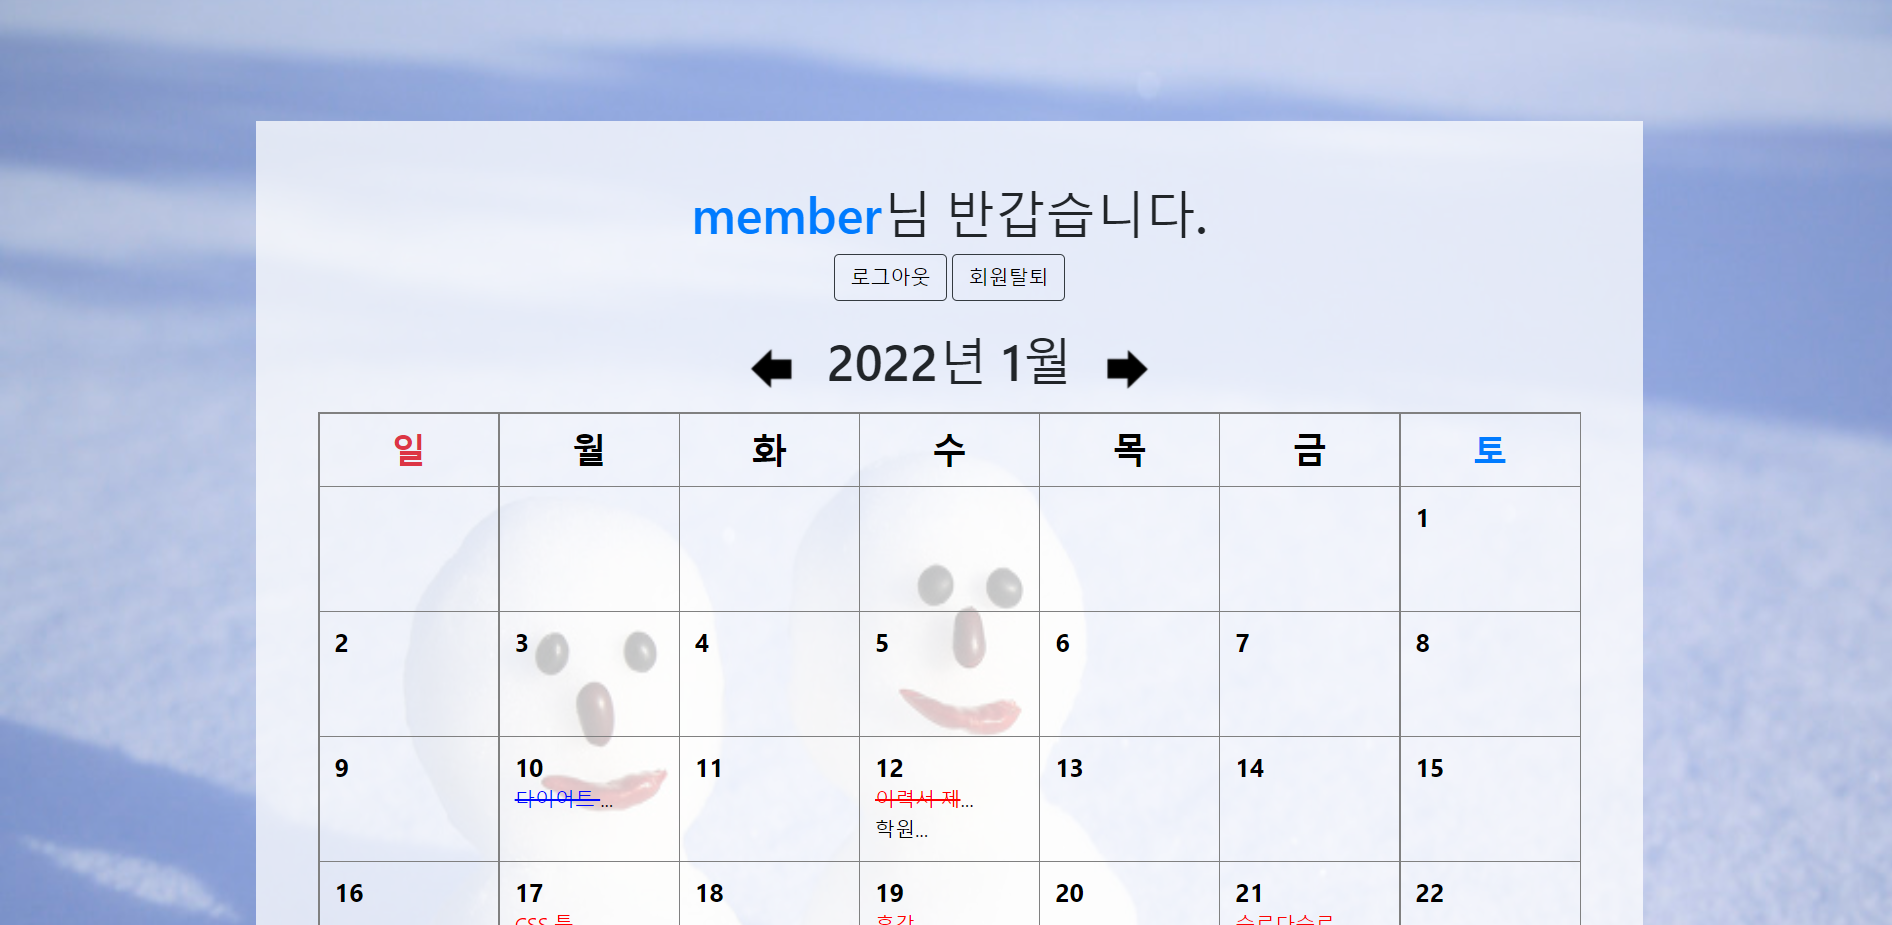 member님 반갑습니다.
로그아웃 회원탈퇴
2022년 1월
일 월 화 수 목 금 토
1
2 3 4 5 6 7 8
9 10 11 12 13 14 15
다이어트 ... 이력서 제...
학원...
16 17 18 19 20 21 22
CSS 틀